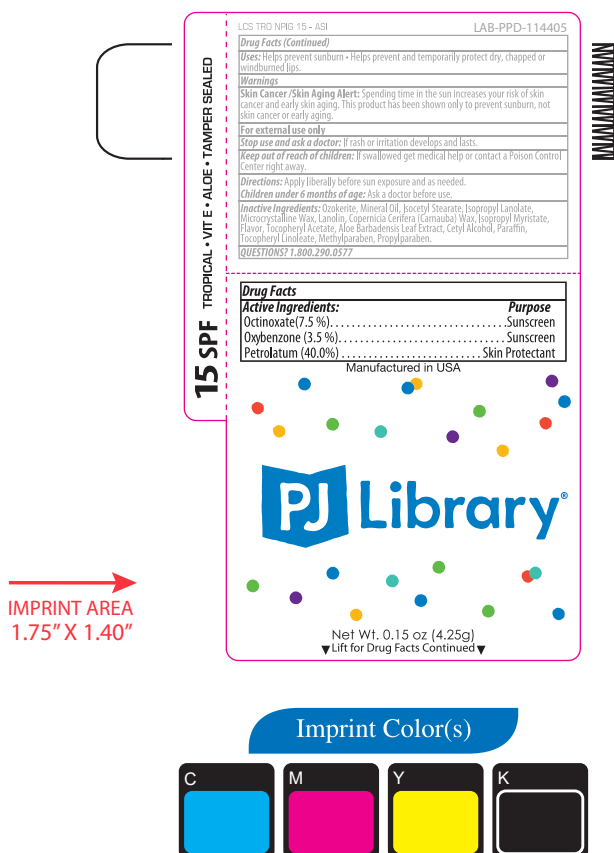 LCS TRO NPIG 15 - ASI LAB-PPD-114405
Drug Facts (Continued)
Uses: Helps prevent sunburn • Helps prevent and temporarily protect dry, chapped or
windburned lips.
Warnings
Skin Cancer /Skin Aging Alert: Spending time in the sun increases your risk of skin
cancer and early skin aging. This product has been shown only to prevent sunburn, not
skin cancer or early aging.
For external use only
Stop use and ask a doctor: If rash or irritation develops and lasts.
Keep out of reach of children: If swallowed get medical help or contact a Poison Control
Center right away.
Directions: Apply liberally before sun exposure and as needed.
Children under 6 months of age: Ask a doctor before use.
Inactive Ingredients: Ozokerite, Mineral Oil, Isocetyl Stearate, Isopropyl Lanolate,
Microcrystalline Wax, Lanolin, Copernicia Cerifera (Carnauba) Wax, Isopropyl Myristate,
Flavor, Tocopheryl Acetate, Aloe Barbadensis Leaf Extract, Cetyl Alcohol, Paraffin,
Tocopheryl Linoleate, Methylparaben, Propylparaben.
QUESTIONS? 1.800.290.0577
15 SPF TROPICAL • VIT E • ALOE • TAMPER SEALED
Drug Facts
Active Ingredients: Purpose
Octinoxate(7.5 %)................................Sunscreen
Oxybenzone (3.5 %)..............................Sunscreen
Petrolatum (40.0%) ..........................Skin Protectant
Manufactured in USA
PJ Library®
IMPRINT AREA
1.75” X 1.40”
Net Wt. 0.15 oz (4.25g)
▼Lift for Drug Facts Continued▼
Imprint Color(s)
C M Y K